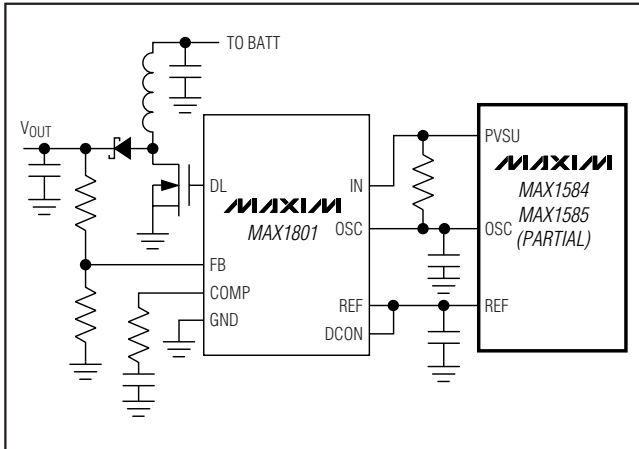 TO BATT
VOUT
DL
FB
COMP
GND
MAXIM
MAX1801
IN
OSC
REF
DCON
PVSU
OSC
REF
MAXIM
MAX1584
MAX1585
(PARTIAL)